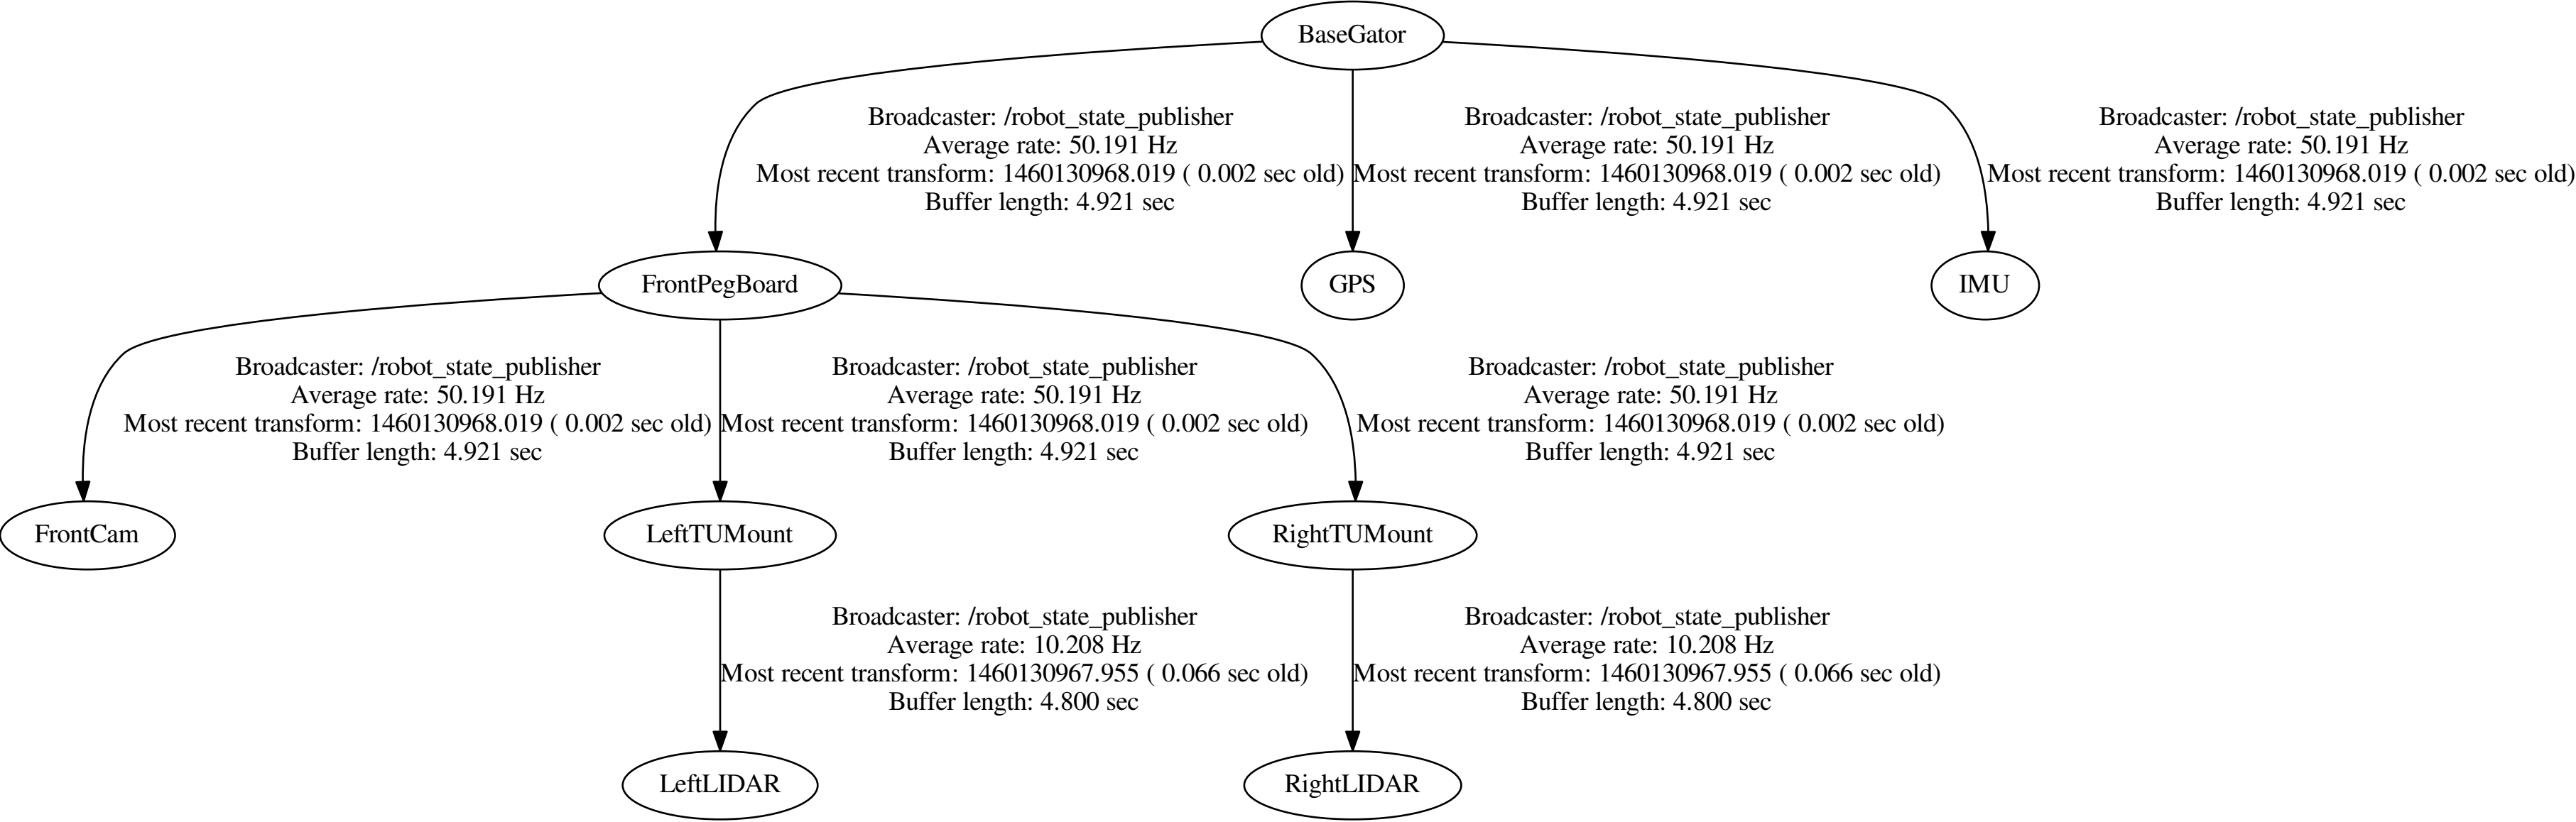 BaseGator
Broadcaster: /robot_state_publisher
Average rate: 50.191 Hz
Most recent transform: 1460130968.019 ( 0.002 sec old)
Buffer length: 4.921 sec
Broadcaster: /robot_state_publisher
Average rate: 50.191 Hz
Most recent transform: 1460130968.019 ( 0.002 sec old)
Buffer length: 4.921 sec
Broadcaster: /robot_state_publisher
Average rate: 50.191 Hz
Most recent transform: 1460130968.019 ( 0.002 sec old)
Buffer length: 4.921 sec
FrontPegBoard
GPS
IMU
Broadcaster: /robot_state_publisher
Average rate: 50.191 Hz
Most recent transform: 1460130968.019 ( 0.002 sec old)
Buffer length: 4.921 sec
Broadcaster: /robot_state_publisher
Average rate: 50.191 Hz
Most recent transform: 1460130968.019 ( 0.002 sec old)
Buffer length: 4.921 sec
Broadcaster: /robot_state_publisher
Average rate: 50.191 Hz
Most recent transform: 1460130968.019 ( 0.002 sec old)
Buffer length: 4.921 sec
FrontCam
LeftTUMount
RightTUMount
Broadcaster: /robot_state_publisher
Average rate: 10.208 Hz
Most recent transform: 1460130967.955 ( 0.066 sec old)
Buffer length: 4.800 sec
Broadcaster: /robot_state_publisher
Average rate: 10.208 Hz
Most recent transform: 1460130967.955 ( 0.066 sec old)
Buffer length: 4.800 sec
LeftLIDAR
RightLIDAR